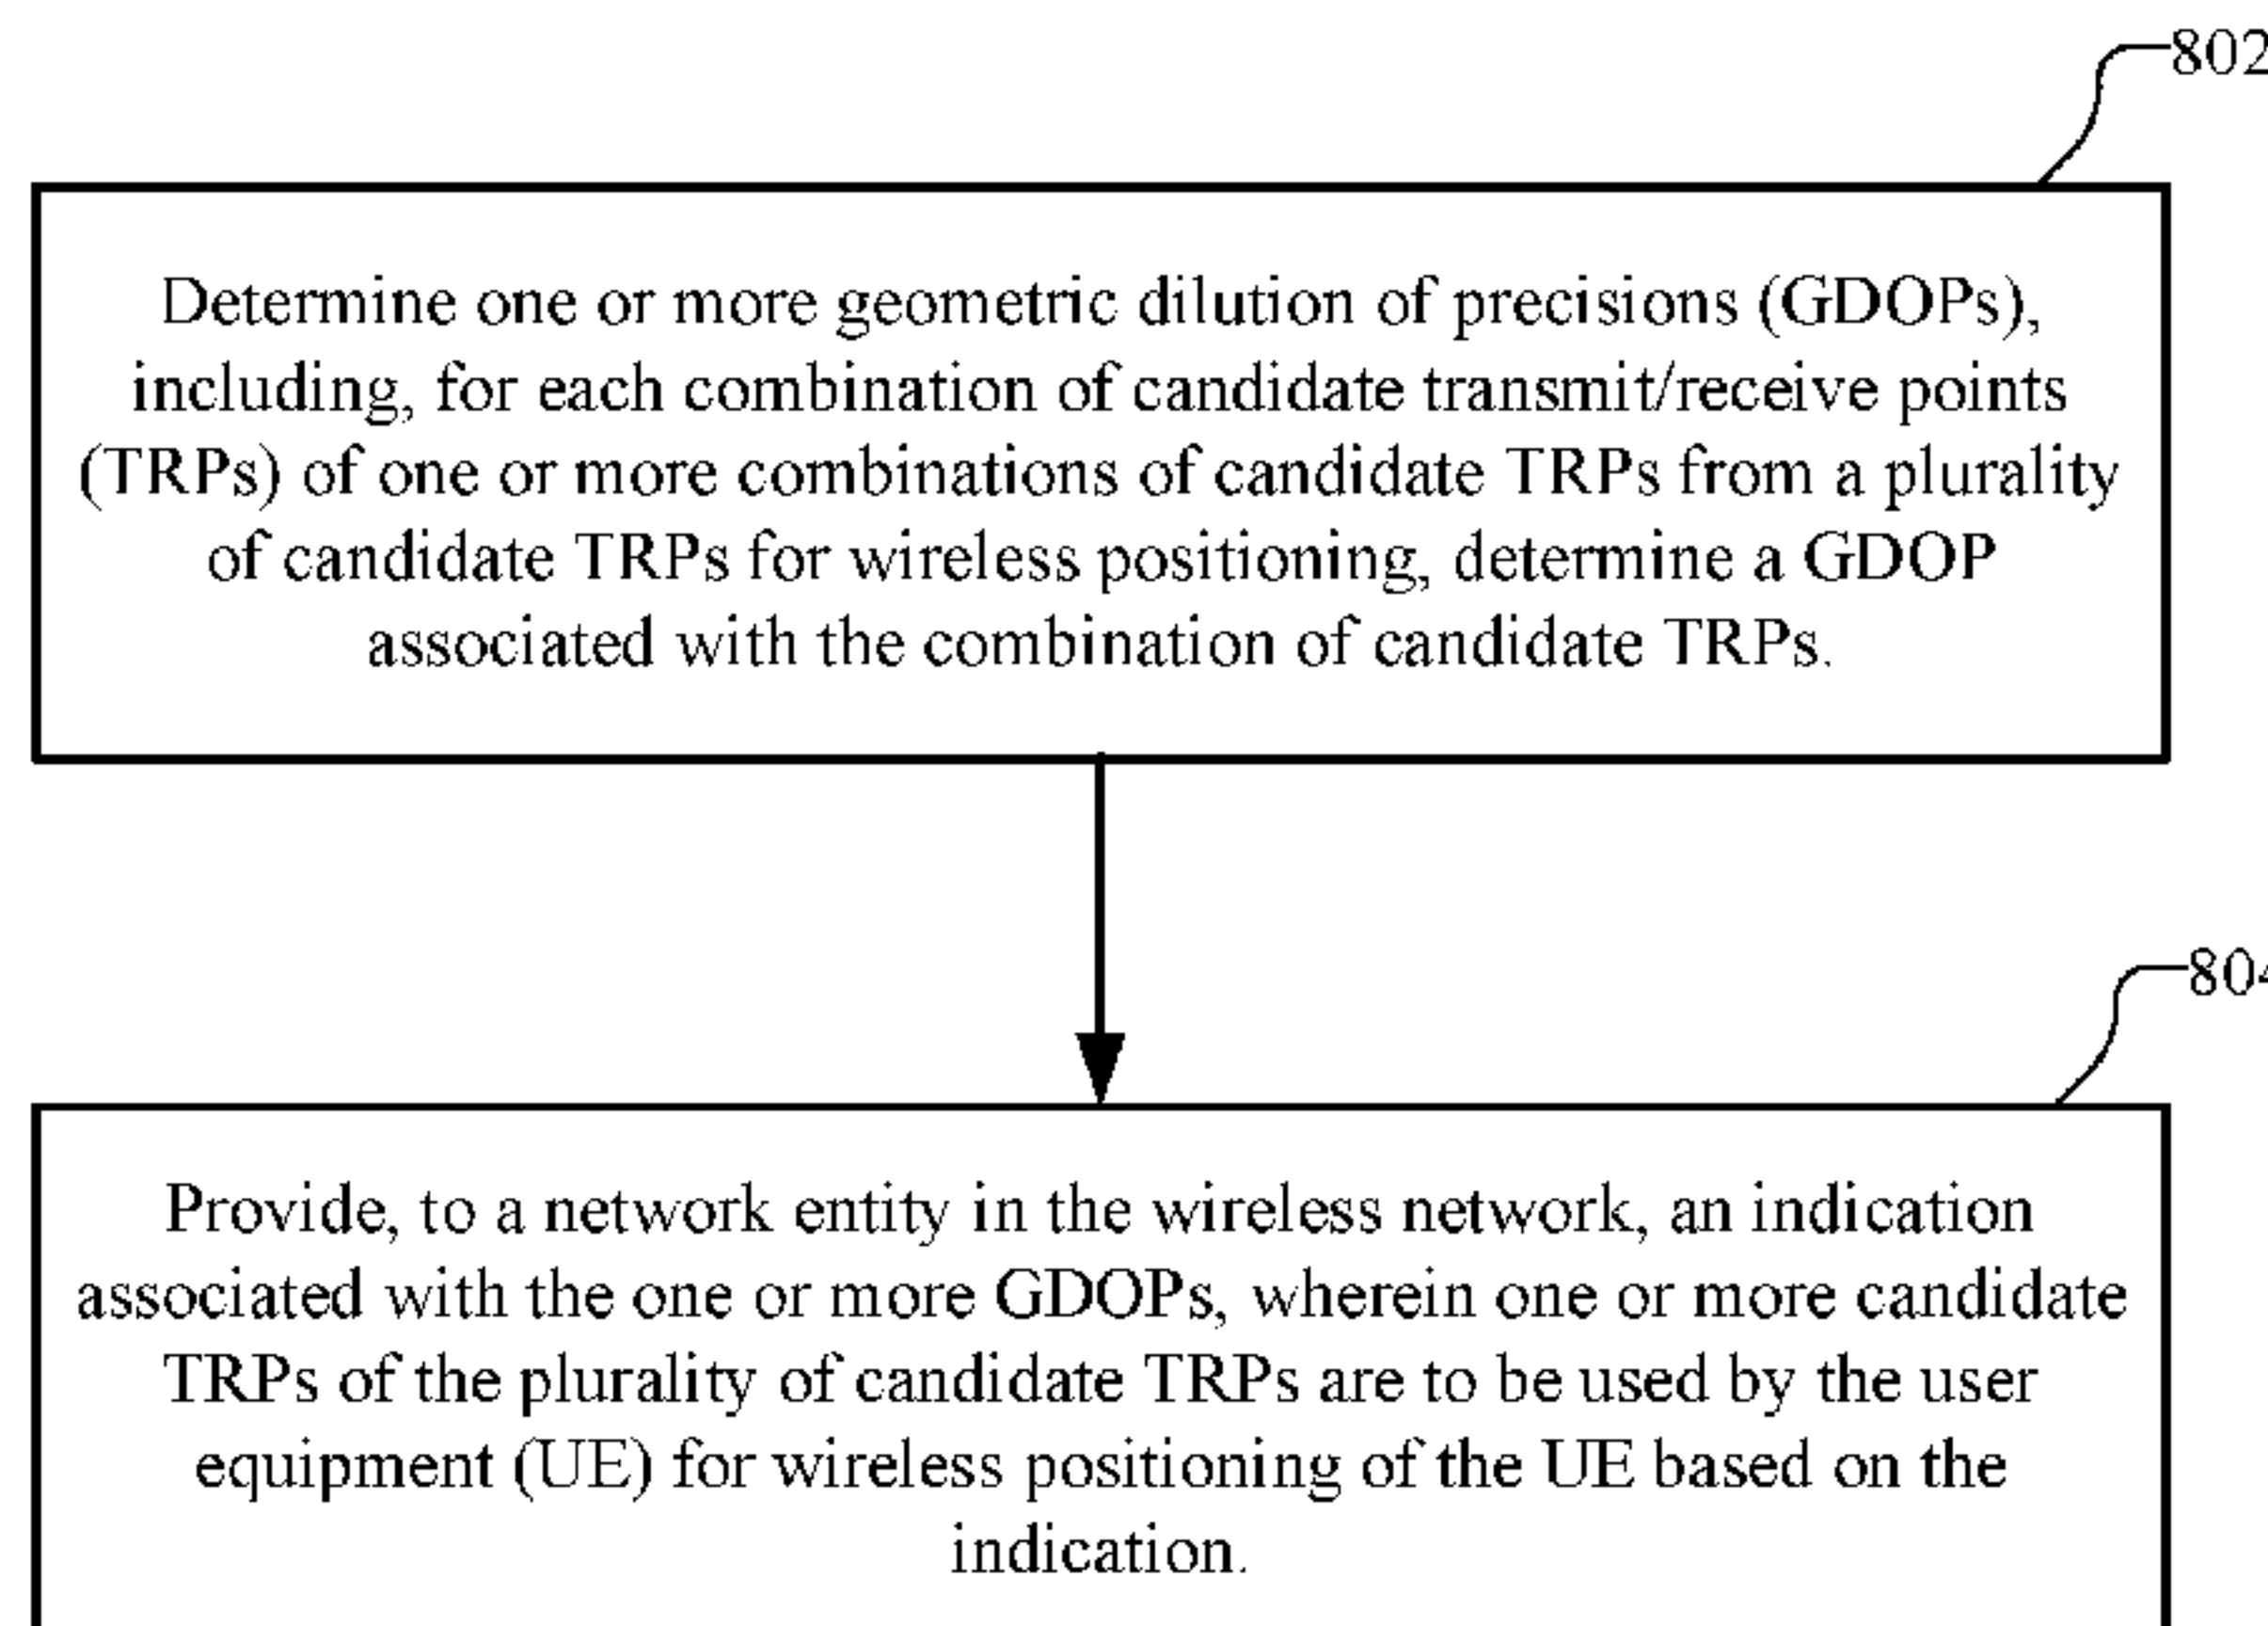 802
Determine one or more geometric dilution of precisions (GDOPs),
including, for each combination of candidate transmit/receive points
(TRPs) of one or more combinations of candidate TRPs from a plurality
of candidate TRPs for wireless positioning, determine a GDOP
associated with the combination of candidate TRPs.
804
Provide, to a network entity in the wireless network, an indication
associated with the one or more GDOPs, wherein one or more candidate
TRPs of the plurality of candidate TRPs are to be used by the user
equipment (UE) for wireless positioning of the UE based on the
indication.